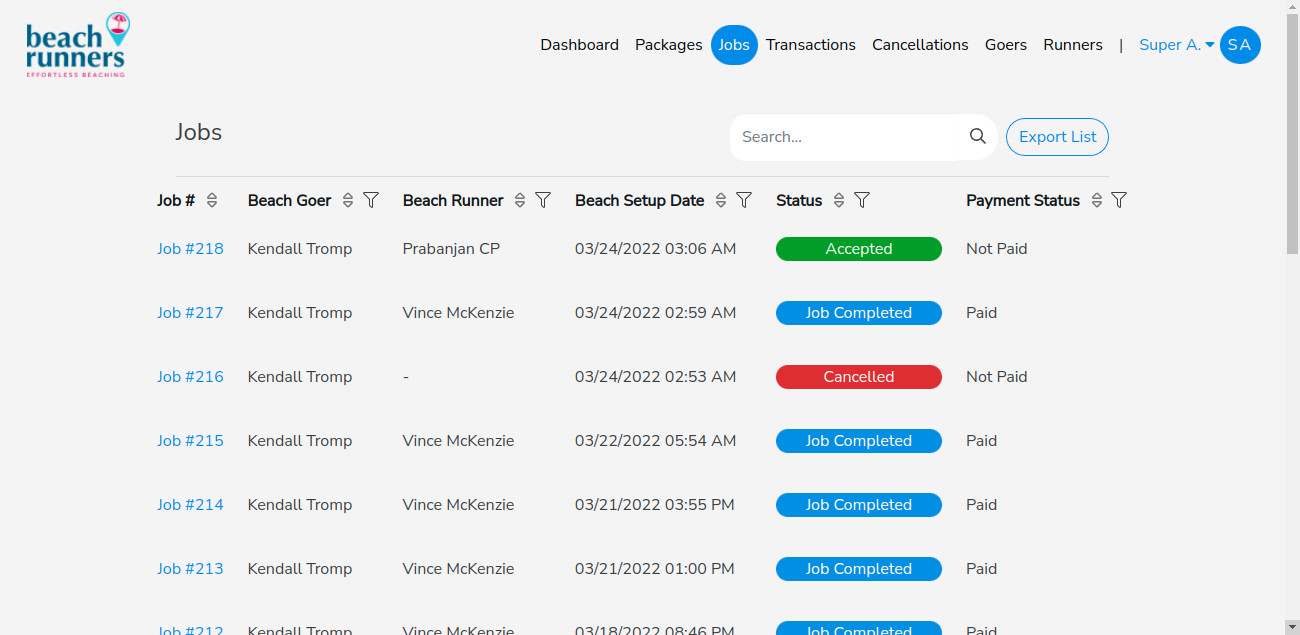 beach
runners
EFFORTLESS BEACHING
Dashboard Packages Jobs Transactions Cancellations Goers Runners | Super A. SA
Jobs
Search...
Export List
Job # Beach Goer Beach Runner Beach Setup Date Status Payment Status
Job #218 Kendall Tromp Prabanjan CP 03/24/2022 03:06 AM Accepted Not Paid
Job #217 Kendall Tromp Vince McKenzie 03/24/2022 02:59 AM Job Completed Paid
Job #216 Kendall Tromp - 03/24/2022 02:53 AM Cancelled Not Paid
Job #215 Kendall Tromp Vince McKenzie 03/22/2022 05:54 AM Job Completed Paid
Job #214 Kendall Tromp Vince McKenzie 03/21/2022 03:55 PM Job Completed Paid
Job #213 Kendall Tromp Vince McKenzie 03/21/2022 01:00 PM Job Completed Paid
Job #212 Kendall Tromp Vince McKenzie 03/18/2022 08:46 PM Job Completed Paid